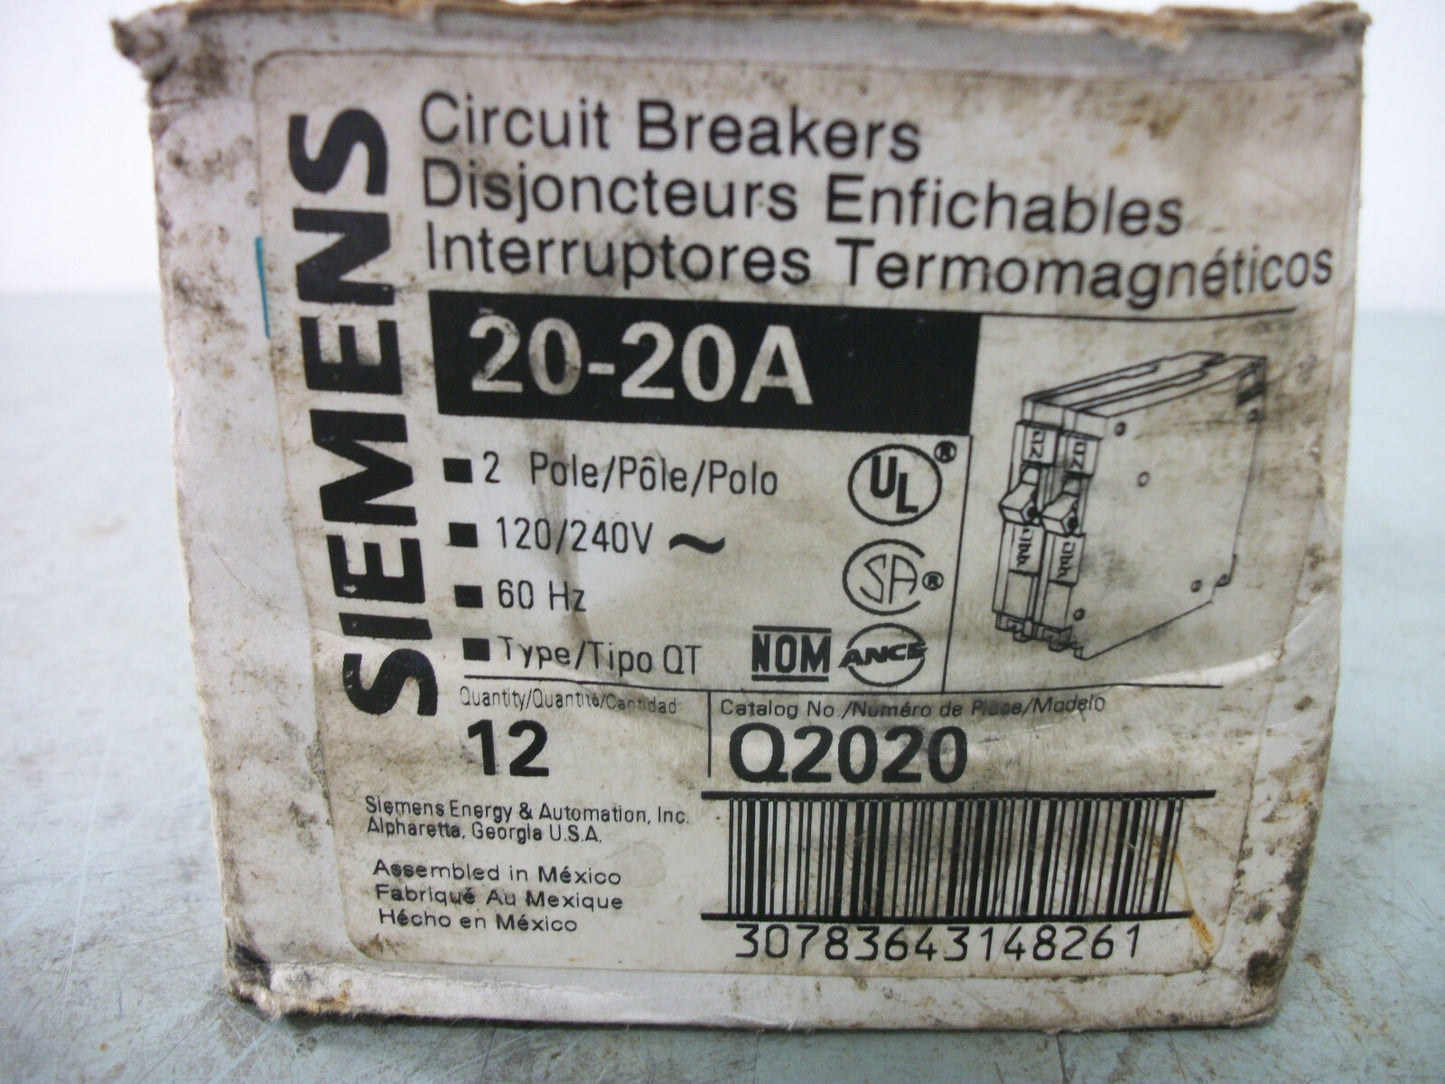 SIEMENS
Circuit Breakers
Disjoncteurs Enfichables
Interruptores Termomagnéticos
20-20A
2 Pole/Pôle/Polo
120/240V ~
60 Hz
Type/Tipo QT
UL®
SA®
NOM ANCE
20 20
Quantity/Quantité/Cantidad
12
Catalog No./Numéro de Pièce/Modelo
Q2020
Siemens Energy & Automation, Inc.
Alpharetta, Georgia U.S.A.
Assembled in México
Fabriqué Au Mexique
Hécho en México
30783643148261